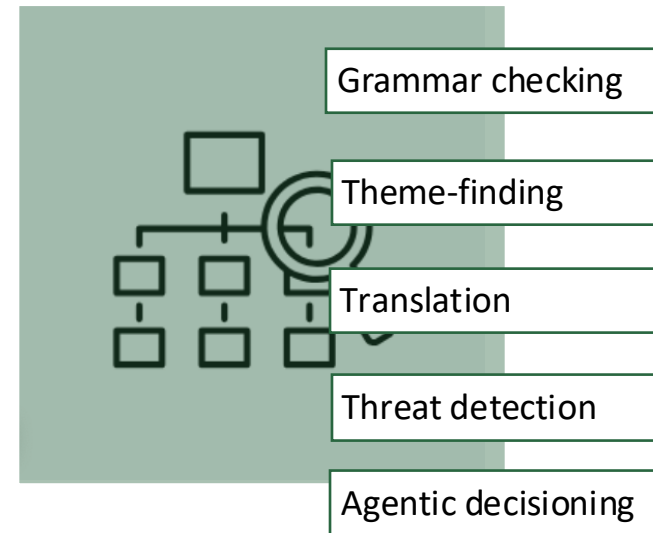 Grammar checking
Theme-finding
Translation
Threat detection
Agentic decisioning